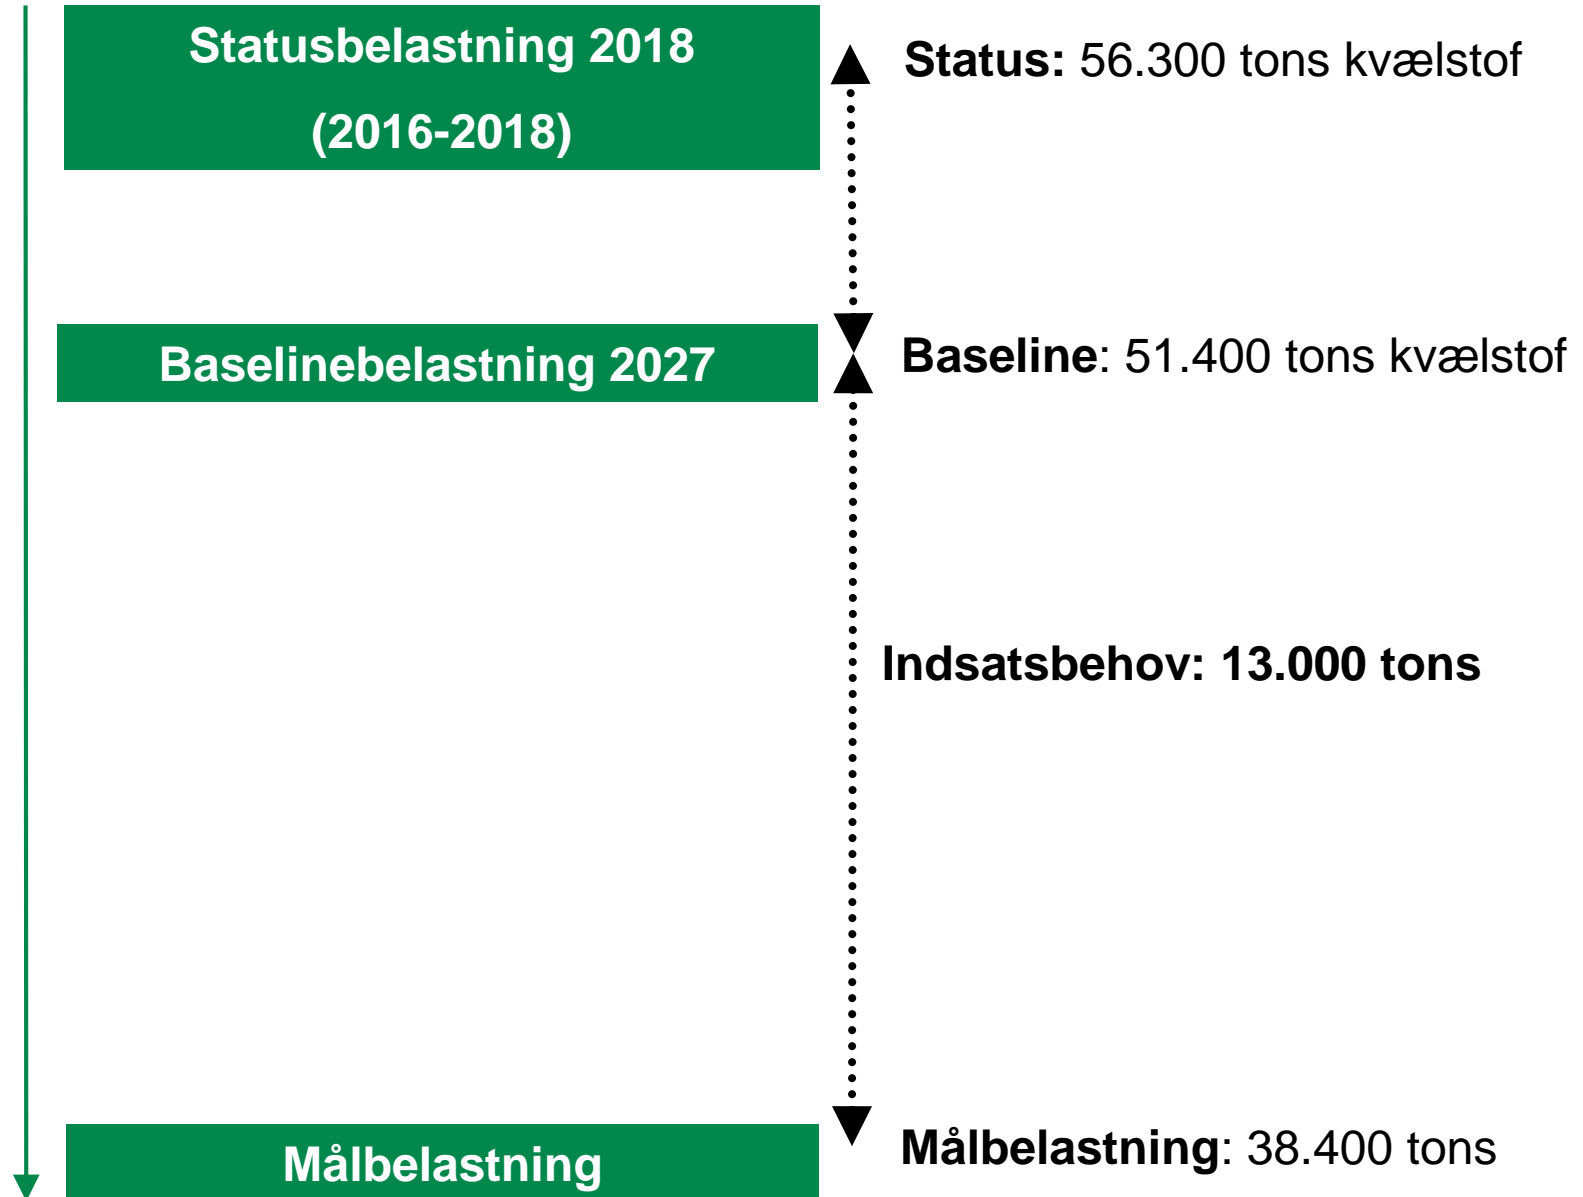 Statusbelastning 2018
(2016-2018)
Status: 56.300 tons kvælstof
Baselinebelastning 2027
Baseline: 51.400 tons kvælstof
Indsatsbehov: 13.000 tons
Målbelastning
Målbelastning: 38.400 tons